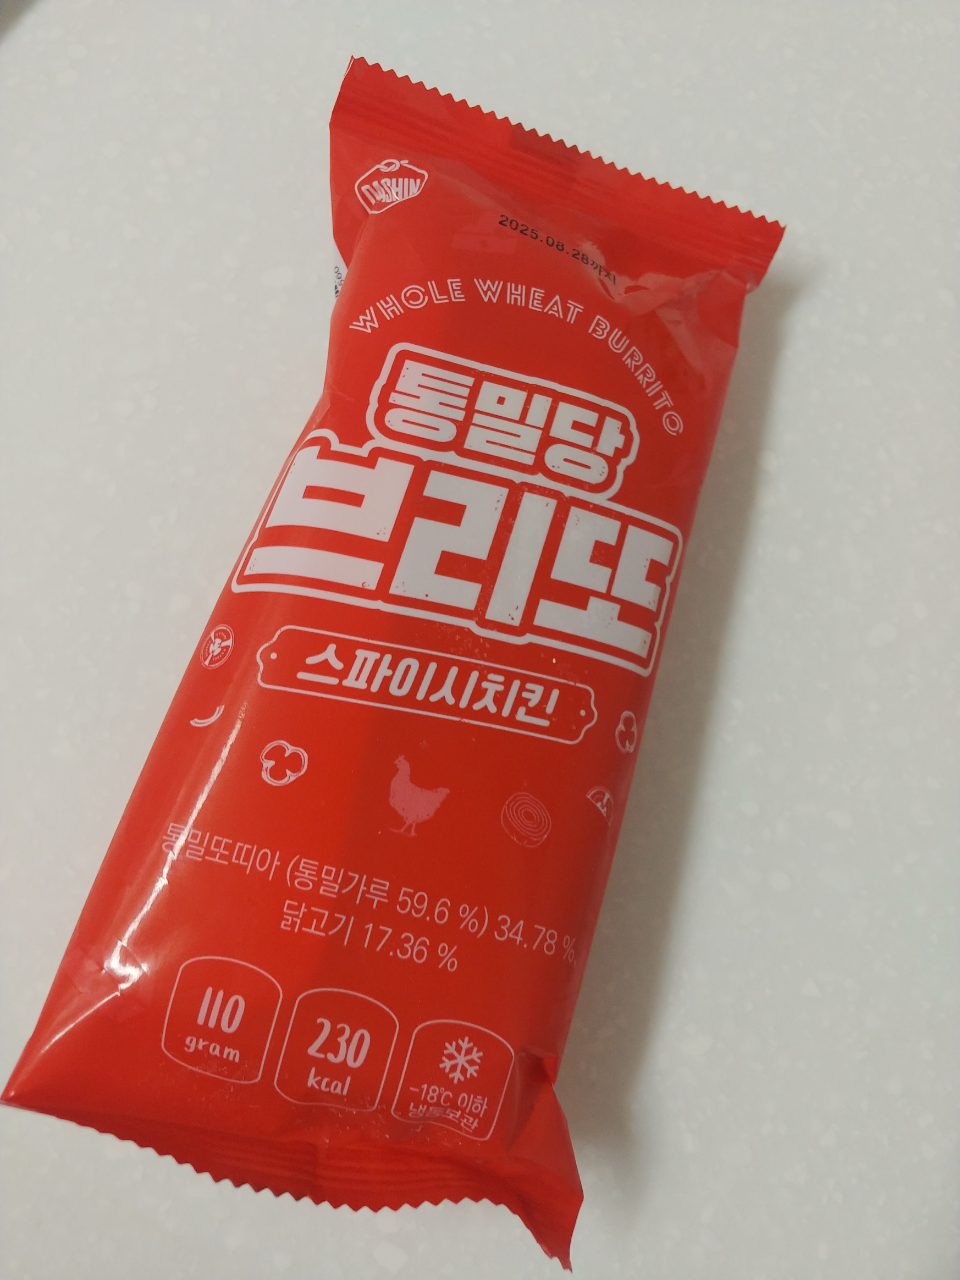 DASHIN
2025.08.28까지
WHOLE WHEAT BURRITO
통밀당
브리또
스파이시치킨
통밀또띠아 (통밀가루 59.6 %) 34.78 %,
닭고기 17.36 %
110
gram
230
kcal
-18℃ 이하
냉동보관